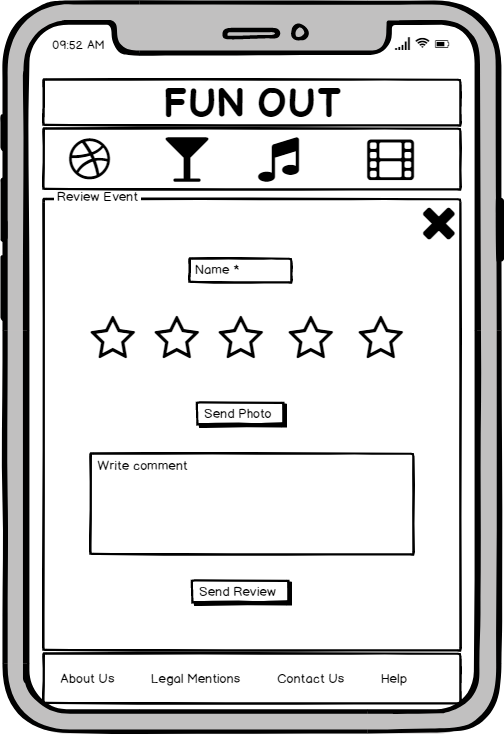 09:52 AM
FUN OUT
Review Event
Name *
Send Photo
Write comment
Send Review
About Us Legal Mentions Contact Us Help